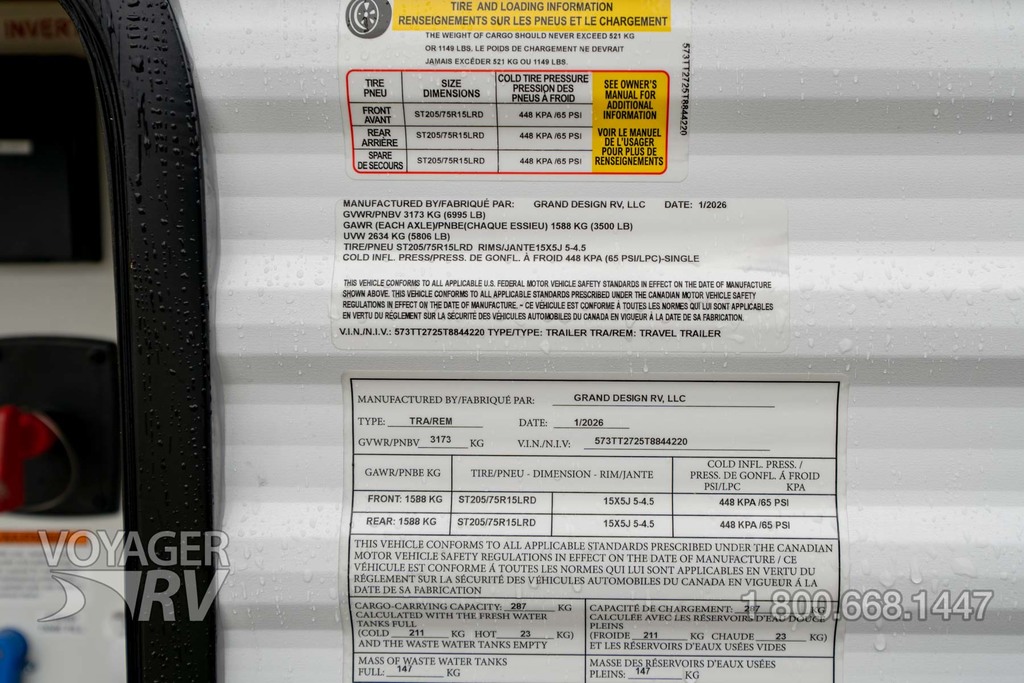 INVER
TIRE AND LOADING INFORMATION
RENSEIGNEMENTS SUR LES PNEUS ET LE CHARGEMENT
THE WEIGHT OF CARGO SHOULD NEVER EXCEED 521 KG
OR 1149 LBS. LE POIDS DE CHARGEMENT NE DEVRAIT
JAMAIS EXCÉDER 521 KG OU 1149 LBS.
TIRE PNEU SIZE DIMENSIONS COLD TIRE PRESSURE PRESSION DES PNEUS À FROID
FRONT AVANT ST205/75R15LRD 448 KPA /65 PSI
REAR ARRIÈRE ST205/75R15LRD 448 KPA /65 PSI
SPARE DE SECOURS ST205/75R15LRD 448 KPA /65 PSI
SEE OWNER'S
MANUAL FOR
ADDITIONAL
INFORMATION
VOIR LE MANUEL
DE L'USAGER
POUR PLUS DE
RENSEIGNEMENTS
573TT2725T8844220
MANUFACTURED BY/FABRIQUÉ PAR: GRAND DESIGN RV, LLC DATE: 1/2026
GVWR/PNBV 3173 KG (6995 LB)
GAWR (EACH AXLE)/PNBE(CHAQUE ESSIEU) 1588 KG (3500 LB)
UVW 2634 KG (5806 LB)
TIRE/PNEU ST205/75R15LRD RIMS/JANTE15X5J 5-4.5
COLD INFL. PRESS/PRESS. DE GONFL. À FROID 448 KPA (65 PSI/LPC)-SINGLE
THIS VEHICLE CONFORMS TO ALL APPLICABLE U.S. FEDERAL MOTOR VEHICLE SAFETY STANDARDS IN EFFECT ON THE DATE OF MANUFACTURE
SHOWN ABOVE. THIS VEHICLE CONFORMS TO ALL APPLICABLE STANDARDS PRESCRIBED UNDER THE CANADIAN MOTOR VEHICLE SAFETY
REGULATIONS IN EFFECT ON THE DATE OF MANUFACTURE. - CE VÉHICULE EST CONFORME À TOUTES LES NORMES QUI LUI SONT APPLICABLES
EN VERTU DU RÈGLEMENT SUR LA SÉCURITÉ DES VÉHICULES AUTOMOBILES DU CANADA EN VIGUEUR À LA DATE DE SA FABRICATION.
V.I.N./N.I.V.: 573TT2725T8844220 TYPE/TYPE: TRAILER TRA/REM: TRAVEL TRAILER
MANUFACTURED BY/FABRIQUÉ PAR: GRAND DESIGN RV, LLC
TYPE: TRA/REM DATE: 1/2026
GVWR/PNBV 3173 KG V.I.N./N.I.V: 573TT2725T8844220
GAWR/PNBE KG TIRE/PNEU - DIMENSION - RIM/JANTE COLD INFL. PRESS. / PRESS. DE GONFL. À FROID PSI/LPC KPA
FRONT: 1588 KG ST205/75R15LRD 15X5J 5-4.5 448 KPA /65 PSI
REAR: 1588 KG ST205/75R15LRD 15X5J 5-4.5 448 KPA /65 PSI
THIS VEHICLE CONFORMS TO ALL APPLICABLE STANDARDS PRESCRIBED UNDER THE CANADIAN
MOTOR VEHICLE SAFETY REGULATIONS IN EFFECT ON THE DATE OF MANUFACTURE / CE
VÉHICULE EST CONFORME À TOUTES LES NORMES QUI LUI SONT APPLICABLES EN VERTU DU
RÈGLEMENT SUR LA SÉCURITÉ DES VÉHICULES AUTOMOBILES DU CANADA EN VIGUEUR À LA
DATE DE SA FABRICATION
CARGO-CARRYING CAPACITY: 287 KG
CALCULATED WITH THE FRESH WATER
TANKS FULL
(COLD 211 KG HOT 23 KG)
AND THE WASTE WATER TANKS EMPTY
CAPACITÉ DE CHARGEMENT: 287 KG
CALCULÉE AVEC LES RÉSERVOIRS D'EAU DOUCE
PLEINS
(FROIDE 211 KG CHAUDE 23 KG)
ET LES RÉSERVOIRS D'EAUX USÉES VIDES
MASS OF WASTE WATER TANKS
FULL: 147 KG
MASSE DES RÉSERVOIRS D'EAUX USÉES
PLEINS: 147 KG
VOYAGER
RV
1.800.668.1447